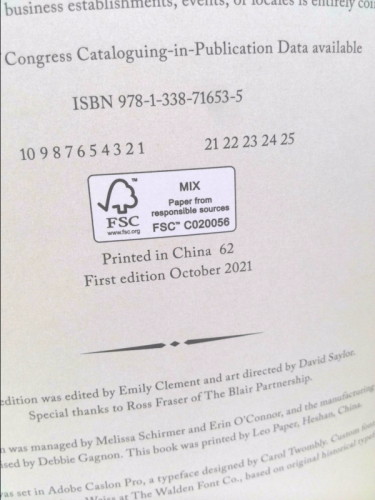 business establishments, events, or locales is entirely
Congress Cataloguing-in-Publication Data available
ISBN 978-1-338-71653-5
10 9 8 7 6 5 4 3 2 1 21 22 23 24 25
MIX
Paper from
responsible sources
FSC™ C020056
FSC
www.fsc.org
Printed in China 62
First edition October 2021
edition was edited by Emily Clement and art directed by David Saylor.
Special thanks to Ross Fraser of The Blair Partnership.
was managed by Melissa Schirmer and Erin O'Connor, and the manufacturing
by Debbie Gagnon. This book was printed by Leo Paper, Heshan, China.
was set in Adobe Caslon Pro, a typeface designed by Carol Twombly. Custom
at The Walden Font Co., based on original historical